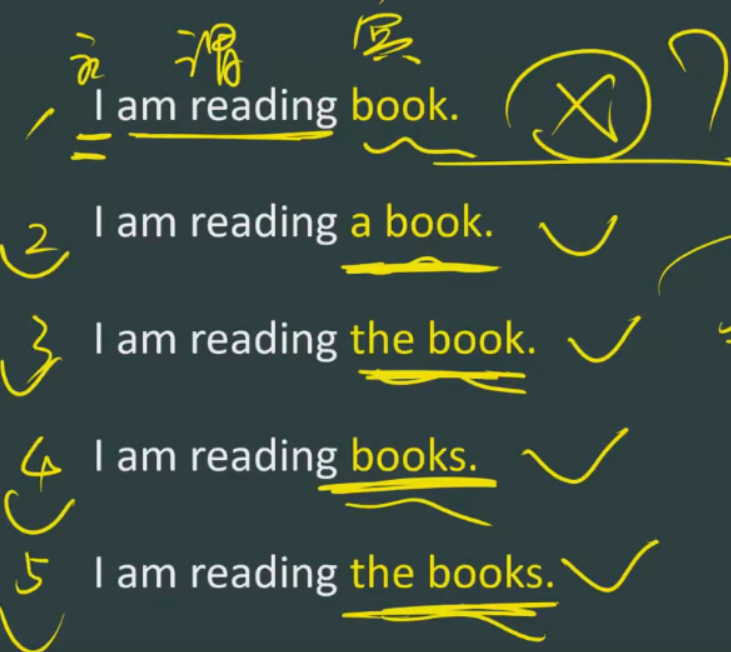 主 谓 宾
1 I am reading book. ?
2 I am reading a book.
3 I am reading the book.
4 I am reading books.
5 I am reading the books.